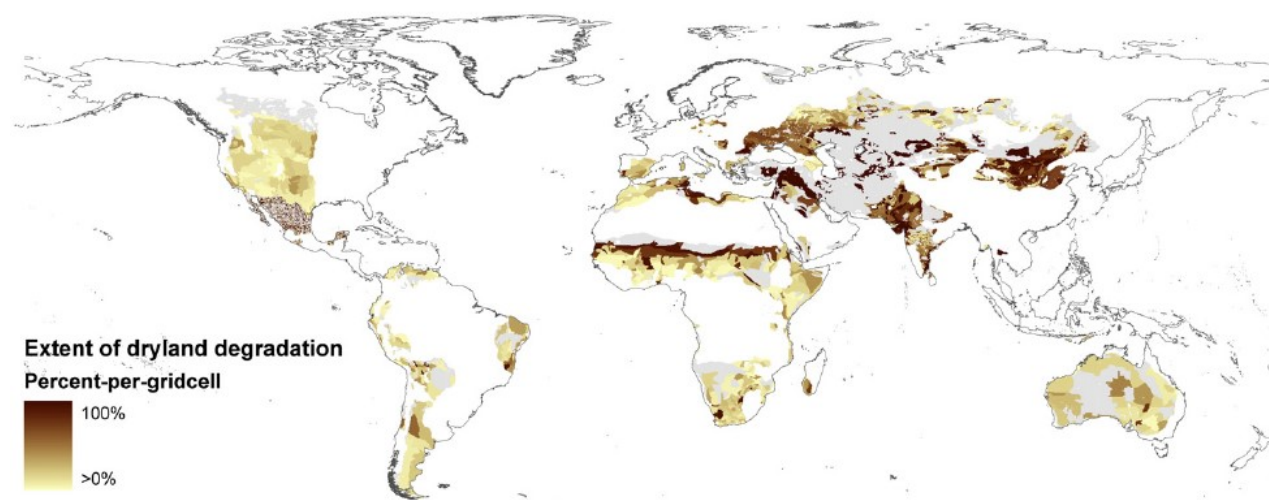 Extent of dryland degradation
Percent-per-gridcell
100%
>0%